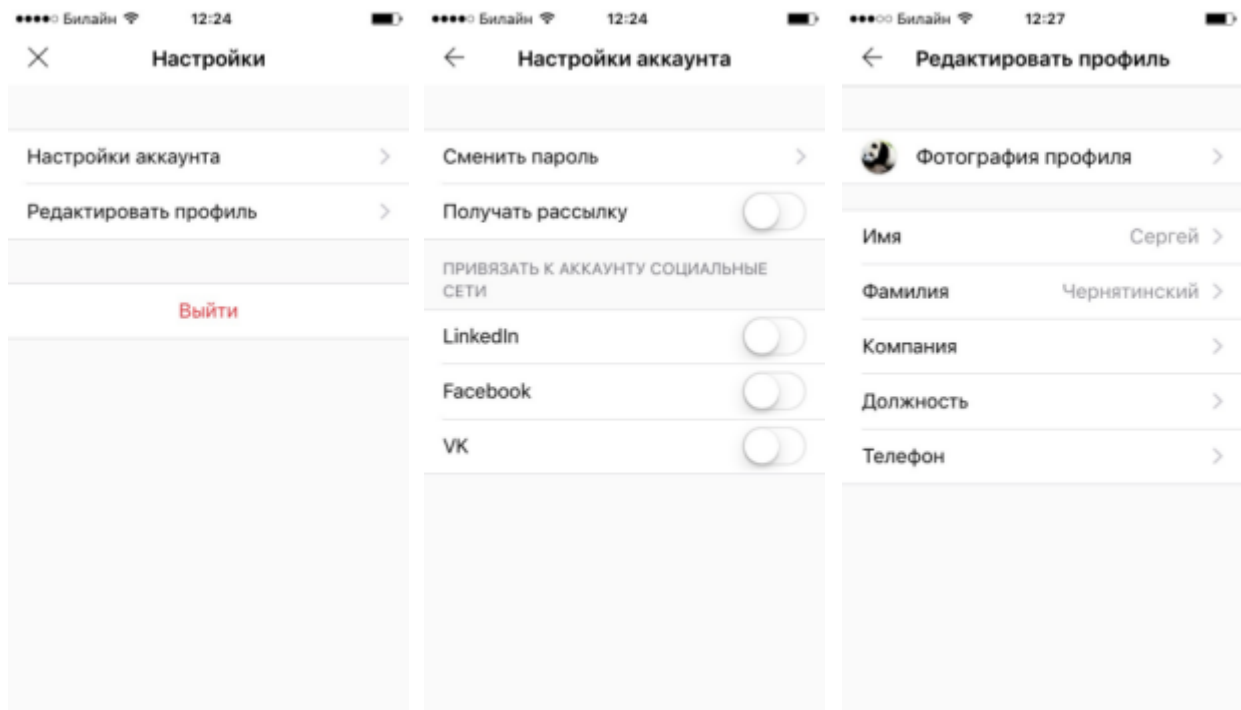 Билайн 12:24
Настройки
Настройки аккаунта
Редактировать профиль
Выйти
Билайн 12:24
Настройки аккаунта
Сменить пароль
Получать рассылку
ПРИВЯЗАТЬ К АККАУНТУ СОЦИАЛЬНЫЕ
СЕТИ
LinkedIn
Facebook
VK
Билайн 12:27
Редактировать профиль
Фотография профиля
Имя Сергей
Фамилия Чернятинский
Компания
Должность
Телефон